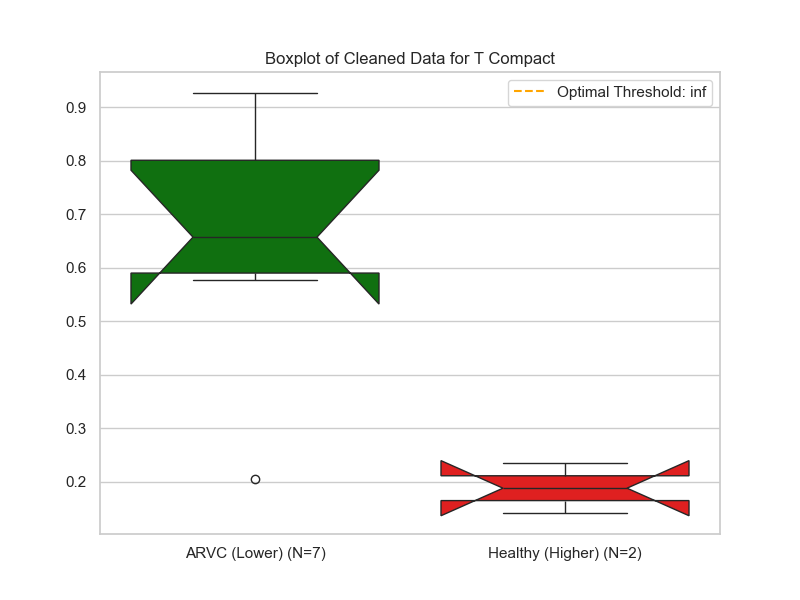 Boxplot of Cleaned Data for T Compact
Optimal Threshold: inf
0.9
0.8
0.7
0.6
0.5
0.4
0.3
0.2
ARVC (Lower) (N=7)
Healthy (Higher) (N=2)